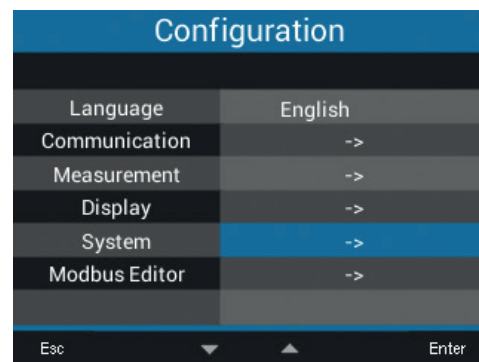 Configuration
Language English
Communication ->
Measurement ->
Display ->
System ->
Modbus Editor ->
Esc ▼ ▲ Enter